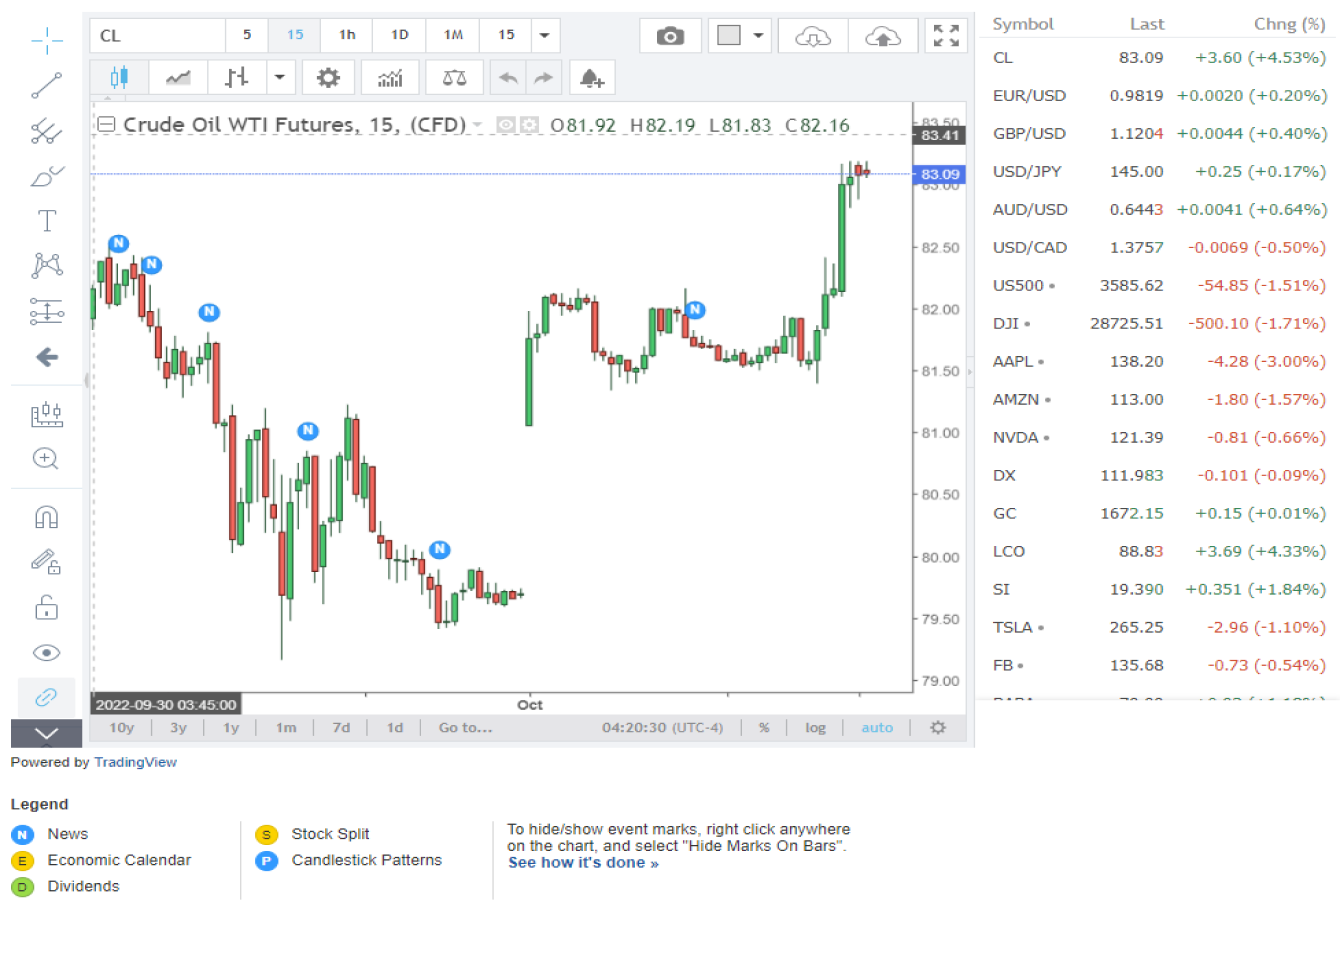 CL 5 15 1h 1D 1M 15
Crude Oil WTI Futures, 15, (CFD) O81.92 H82.19 L81.83 C82.16
83.50
83.41
83.09
83.00
82.50
82.00
81.50
81.00
80.50
80.00
79.50
79.00
N
N
N
N
N
N
T
2022-09-30 03:45:00 Oct
10y 3y 1y 1m 7d 1d Go to... 04:20:30 (UTC-4) % log auto
Symbol Last Chng (%)
CL 83.09 +3.60 (+4.53%)
EUR/USD 0.9819 +0.0020 (+0.20%)
GBP/USD 1.1204 +0.0044 (+0.40%)
USD/JPY 145.00 +0.25 (+0.17%)
AUD/USD 0.6443 +0.0041 (+0.64%)
USD/CAD 1.3757 -0.0069 (-0.50%)
US500 3585.62 -54.85 (-1.51%)
DJI 28725.51 -500.10 (-1.71%)
AAPL 138.20 -4.28 (-3.00%)
AMZN 113.00 -1.80 (-1.57%)
NVDA 121.39 -0.81 (-0.66%)
DX 111.983 -0.101 (-0.09%)
GC 1672.15 +0.15 (+0.01%)
LCO 88.83 +3.69 (+4.33%)
SI 19.390 +0.351 (+1.84%)
TSLA 265.25 -2.96 (-1.10%)
FB 135.68 -0.73 (-0.54%)
Powered by TradingView
Legend
N News
E Economic Calendar
D Dividends
S Stock Split
P Candlestick Patterns
To hide/show event marks, right click anywhere
on the chart, and select "Hide Marks On Bars".
See how it's done »